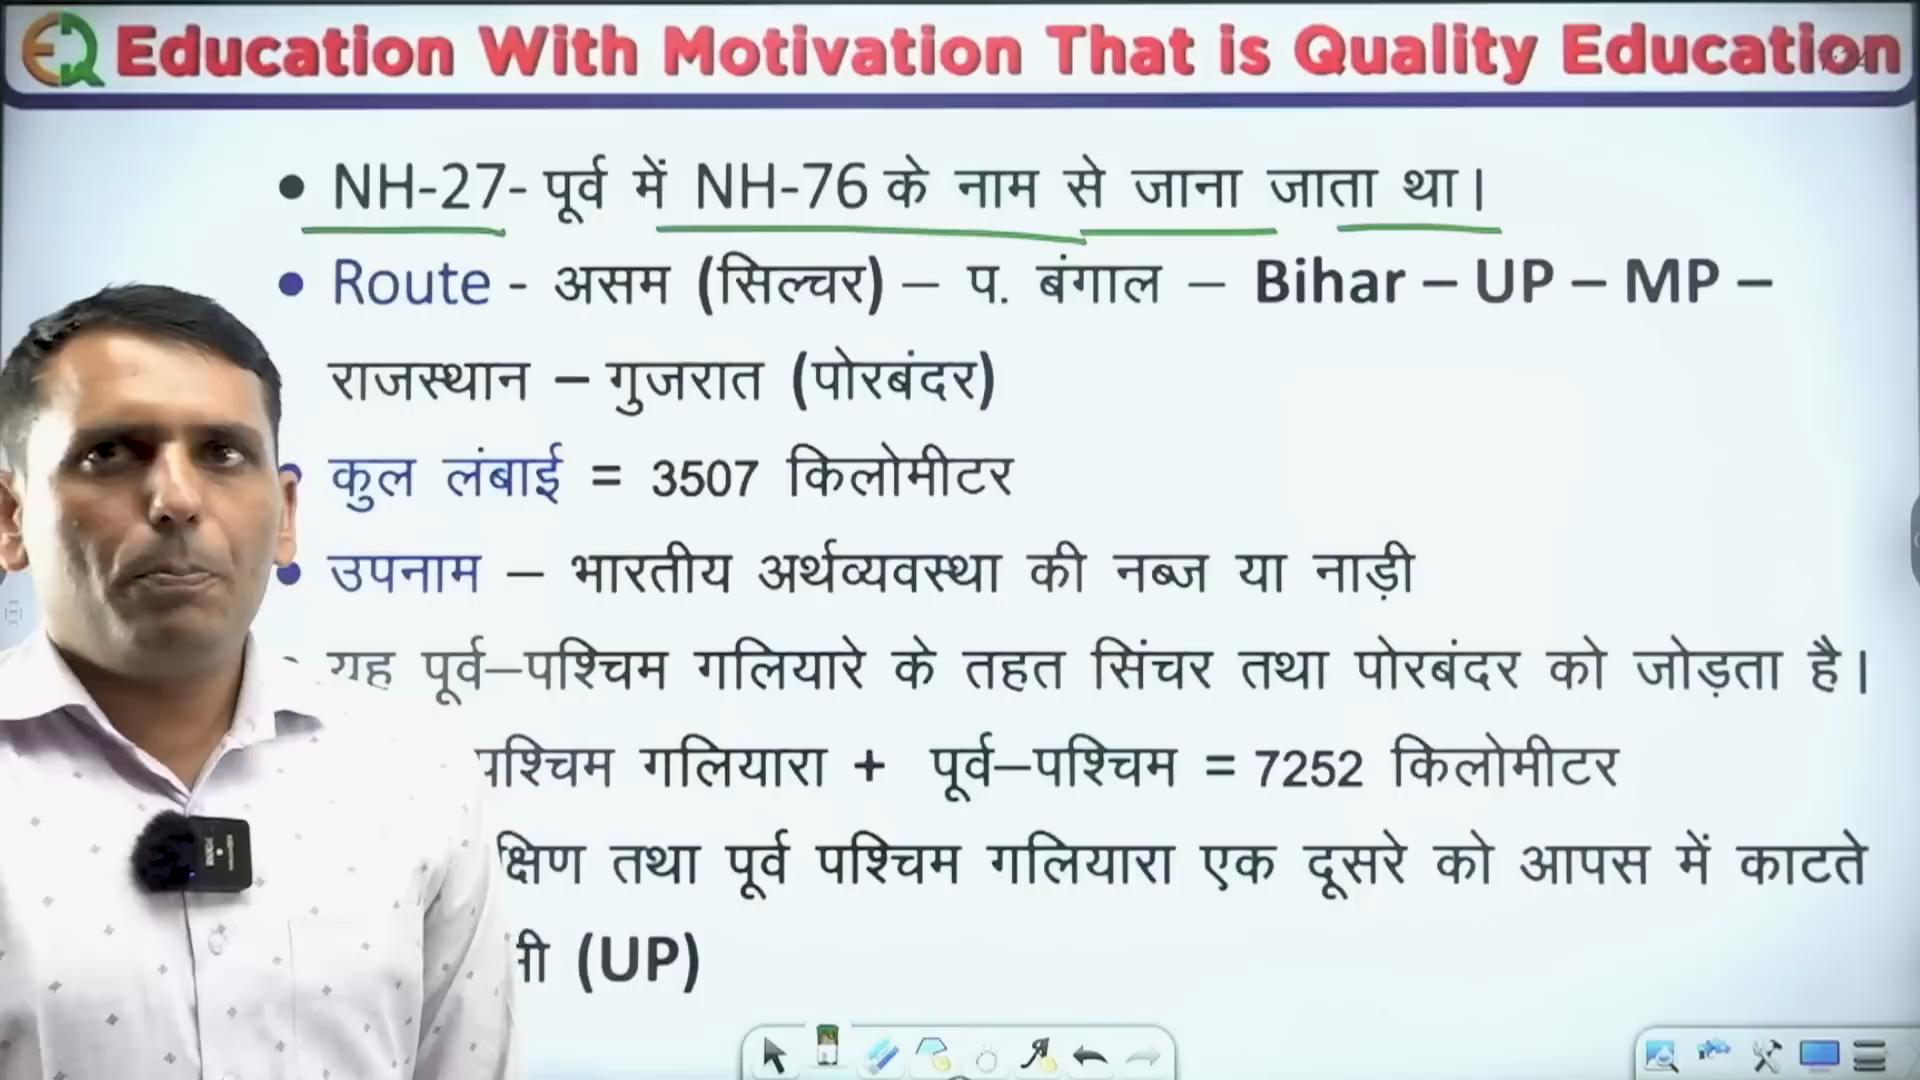 Education With Motivation That is Quality Education
• NH-27- पूर्व में NH-76 के नाम से जाना जाता था।
• Route - असम (सिल्चर) – प. बंगाल – Bihar – UP – MP –
राजस्थान – गुजरात (पोरबंदर)
• कुल लंबाई = 3507 किलोमीटर
• उपनाम – भारतीय अर्थव्यवस्था की नब्ज या नाड़ी
यह पूर्व–पश्चिम गलियारे के तहत सिंचर तथा पोरबंदर को जोड़ता है।
पश्चिम गलियारा + पूर्व–पश्चिम = 7252 किलोमीटर
तथा पूर्व पश्चिम गलियारा एक दूसरे को आपस में काटते
(UP)